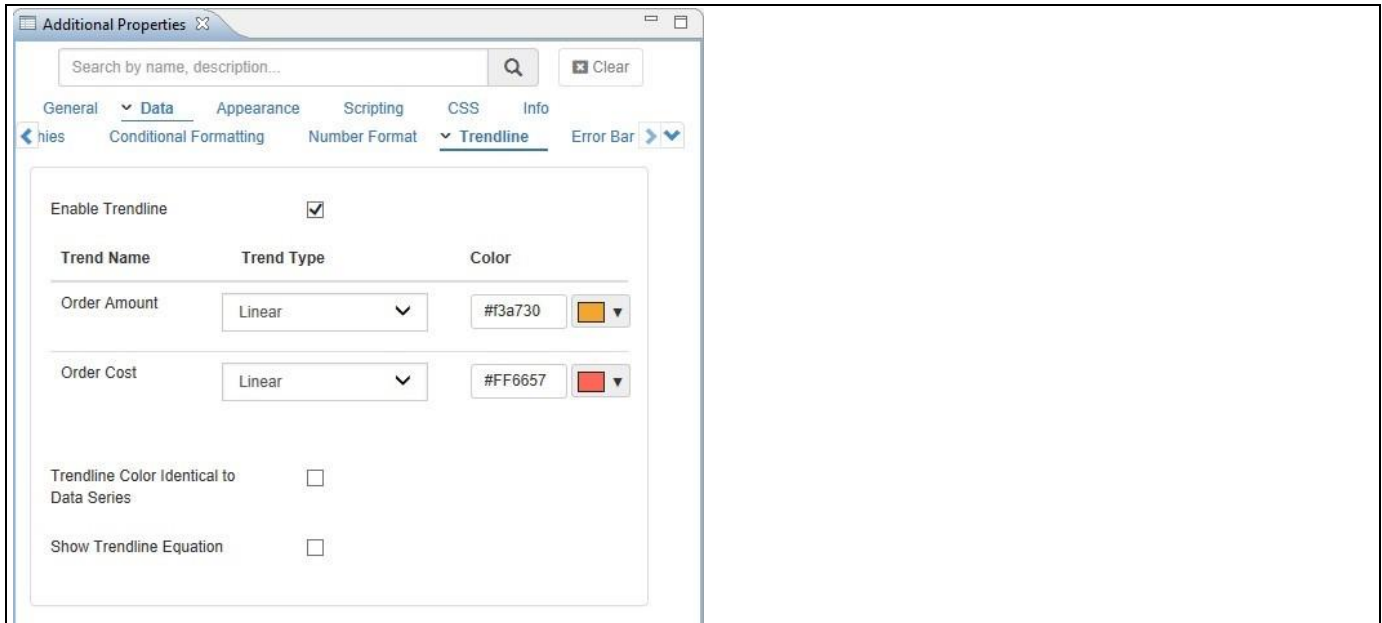 Additional Properties
Search by name, description...
Clear
General Data Appearance Scripting CSS Info
hies Conditional Formatting Number Format Trendline Error Bar
Enable Trendline
Trend Name Trend Type Color
Order Amount Linear #f3a730
Order Cost Linear #FF6657
Trendline Color Identical to
Data Series
Show Trendline Equation